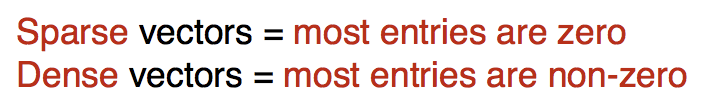 Sparse vectors = most entries are zero
Dense vectors = most entries are non-zero